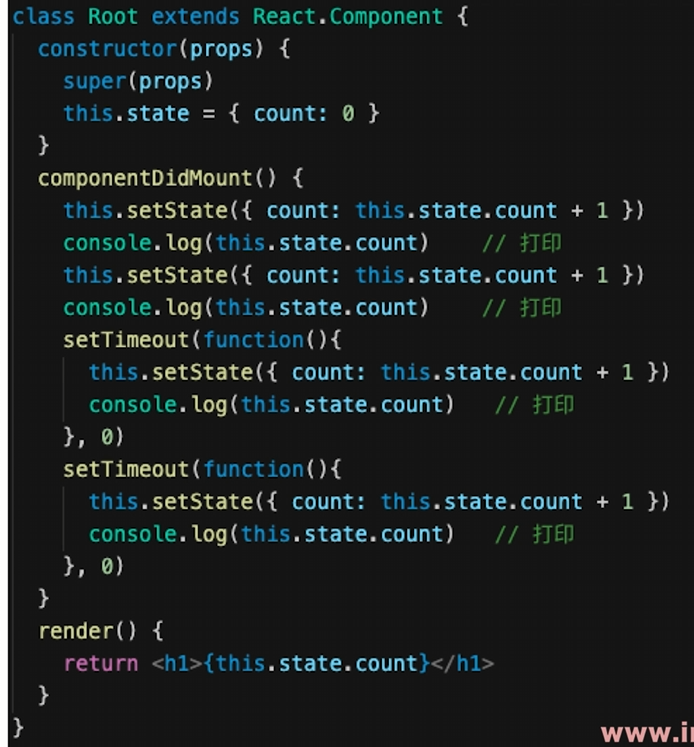 class Root extends React.Component {
  constructor(props) {
    super(props)
    this.state = { count: 0 }
  }
  componentDidMount() {
    this.setState({ count: this.state.count + 1 })
    console.log(this.state.count)    // 打印
    this.setState({ count: this.state.count + 1 })
    console.log(this.state.count)    // 打印
    setTimeout(function(){
      this.setState({ count: this.state.count + 1 })
      console.log(this.state.count)   // 打印
    }, 0)
    setTimeout(function(){
      this.setState({ count: this.state.count + 1 })
      console.log(this.state.count)   // 打印
    }, 0)
  }
  render() {
    return <h1>{this.state.count}</h1>
  }
}